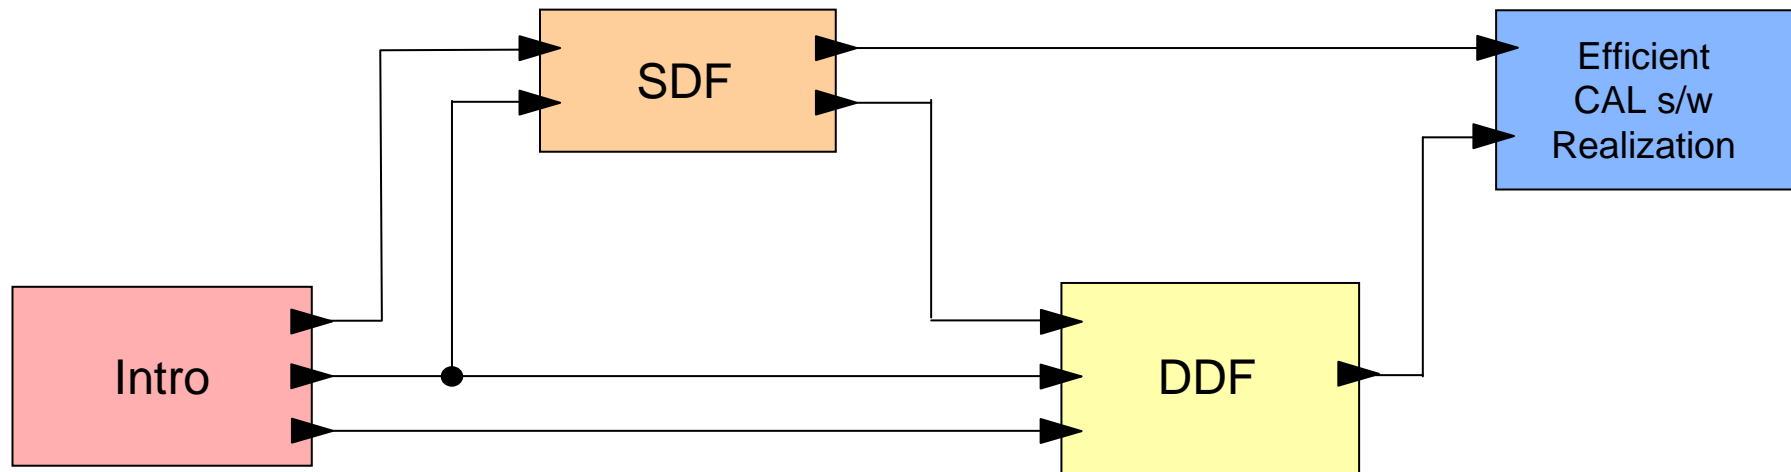 SDF
Efficient
CAL s/w
Realization
Intro
DDF